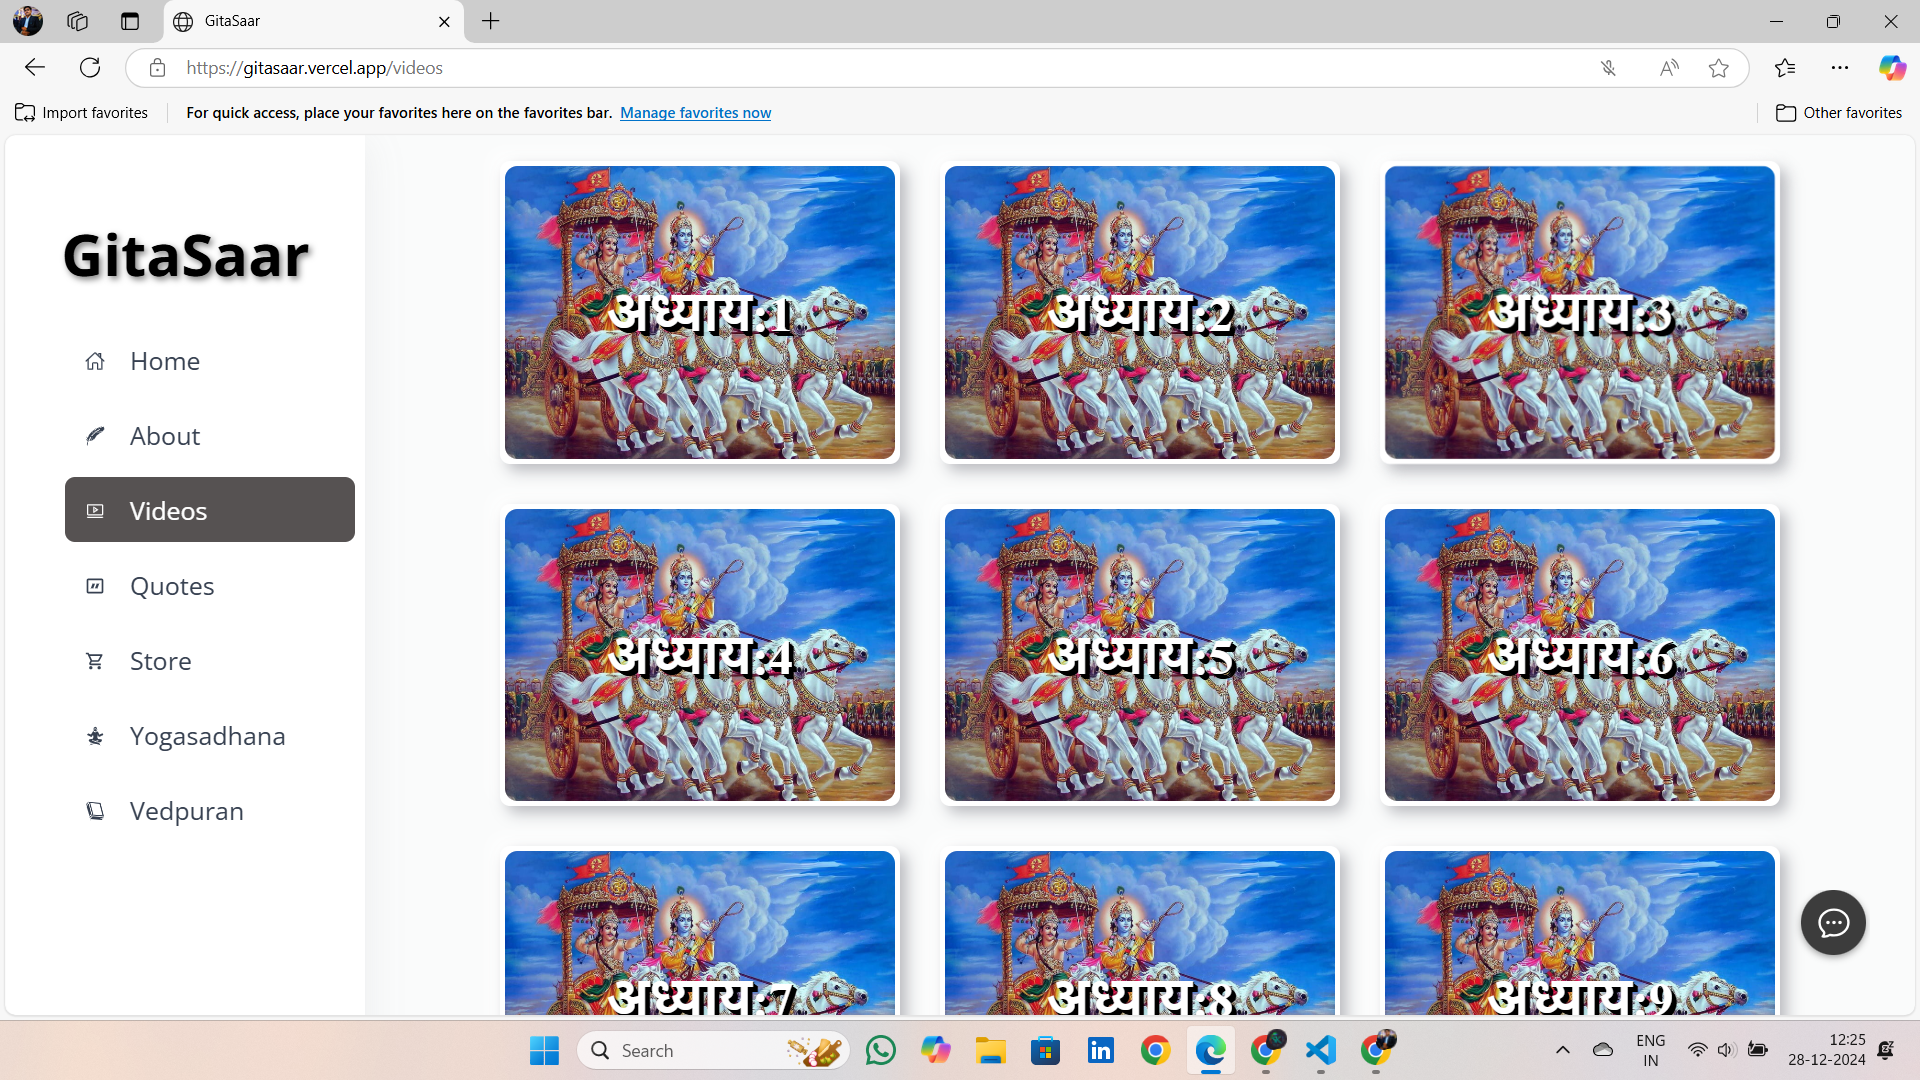 GitaSaar
https://gitasaar.vercel.app/videos
Import favorites
For quick access, place your favorites here on the favorites bar. Manage favorites now
Other favorites
GitaSaar
Home
About
Videos
Quotes
Store
Yogasadhana
Vedpuran
अध्याय:1
अध्याय:2
अध्याय:3
अध्याय:4
अध्याय:5
अध्याय:6
अध्याय:7
अध्याय:8
अध्याय:9
Search
ENG
IN
12:25
28-12-2024